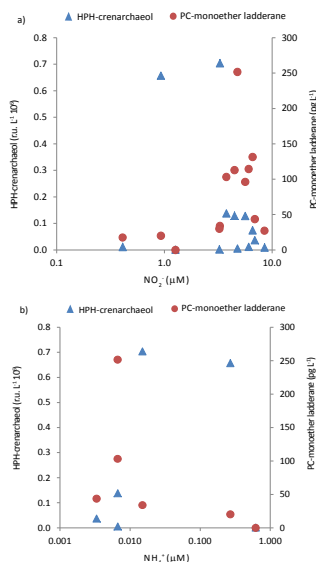 a)
HPH-crenarchaeol PC-monoether ladderane
0.8 300
0.7 250
0.6
0.5 200
0.4 150
0.3 100
0.2
0.1 50
0.0 0
0.1 1.0 10.0
HPH-crenarchaeol (r.u. L⁻¹ 10⁹)
PC-monoether ladderane (pg L⁻¹)
NO₂⁻ (µM)
b)
HPH-crenarchaeol PC-monoether ladderane
0.8 300
0.7 250
0.6
0.5 200
0.4 150
0.3 100
0.2
0.1 50
0.0 0
0.001 0.010 0.100 1.000
HPH-crenarchaeol (r.u. L⁻¹ 10⁹)
PC-monoether ladderane (pg L⁻¹)
NH₄⁺ (µM)